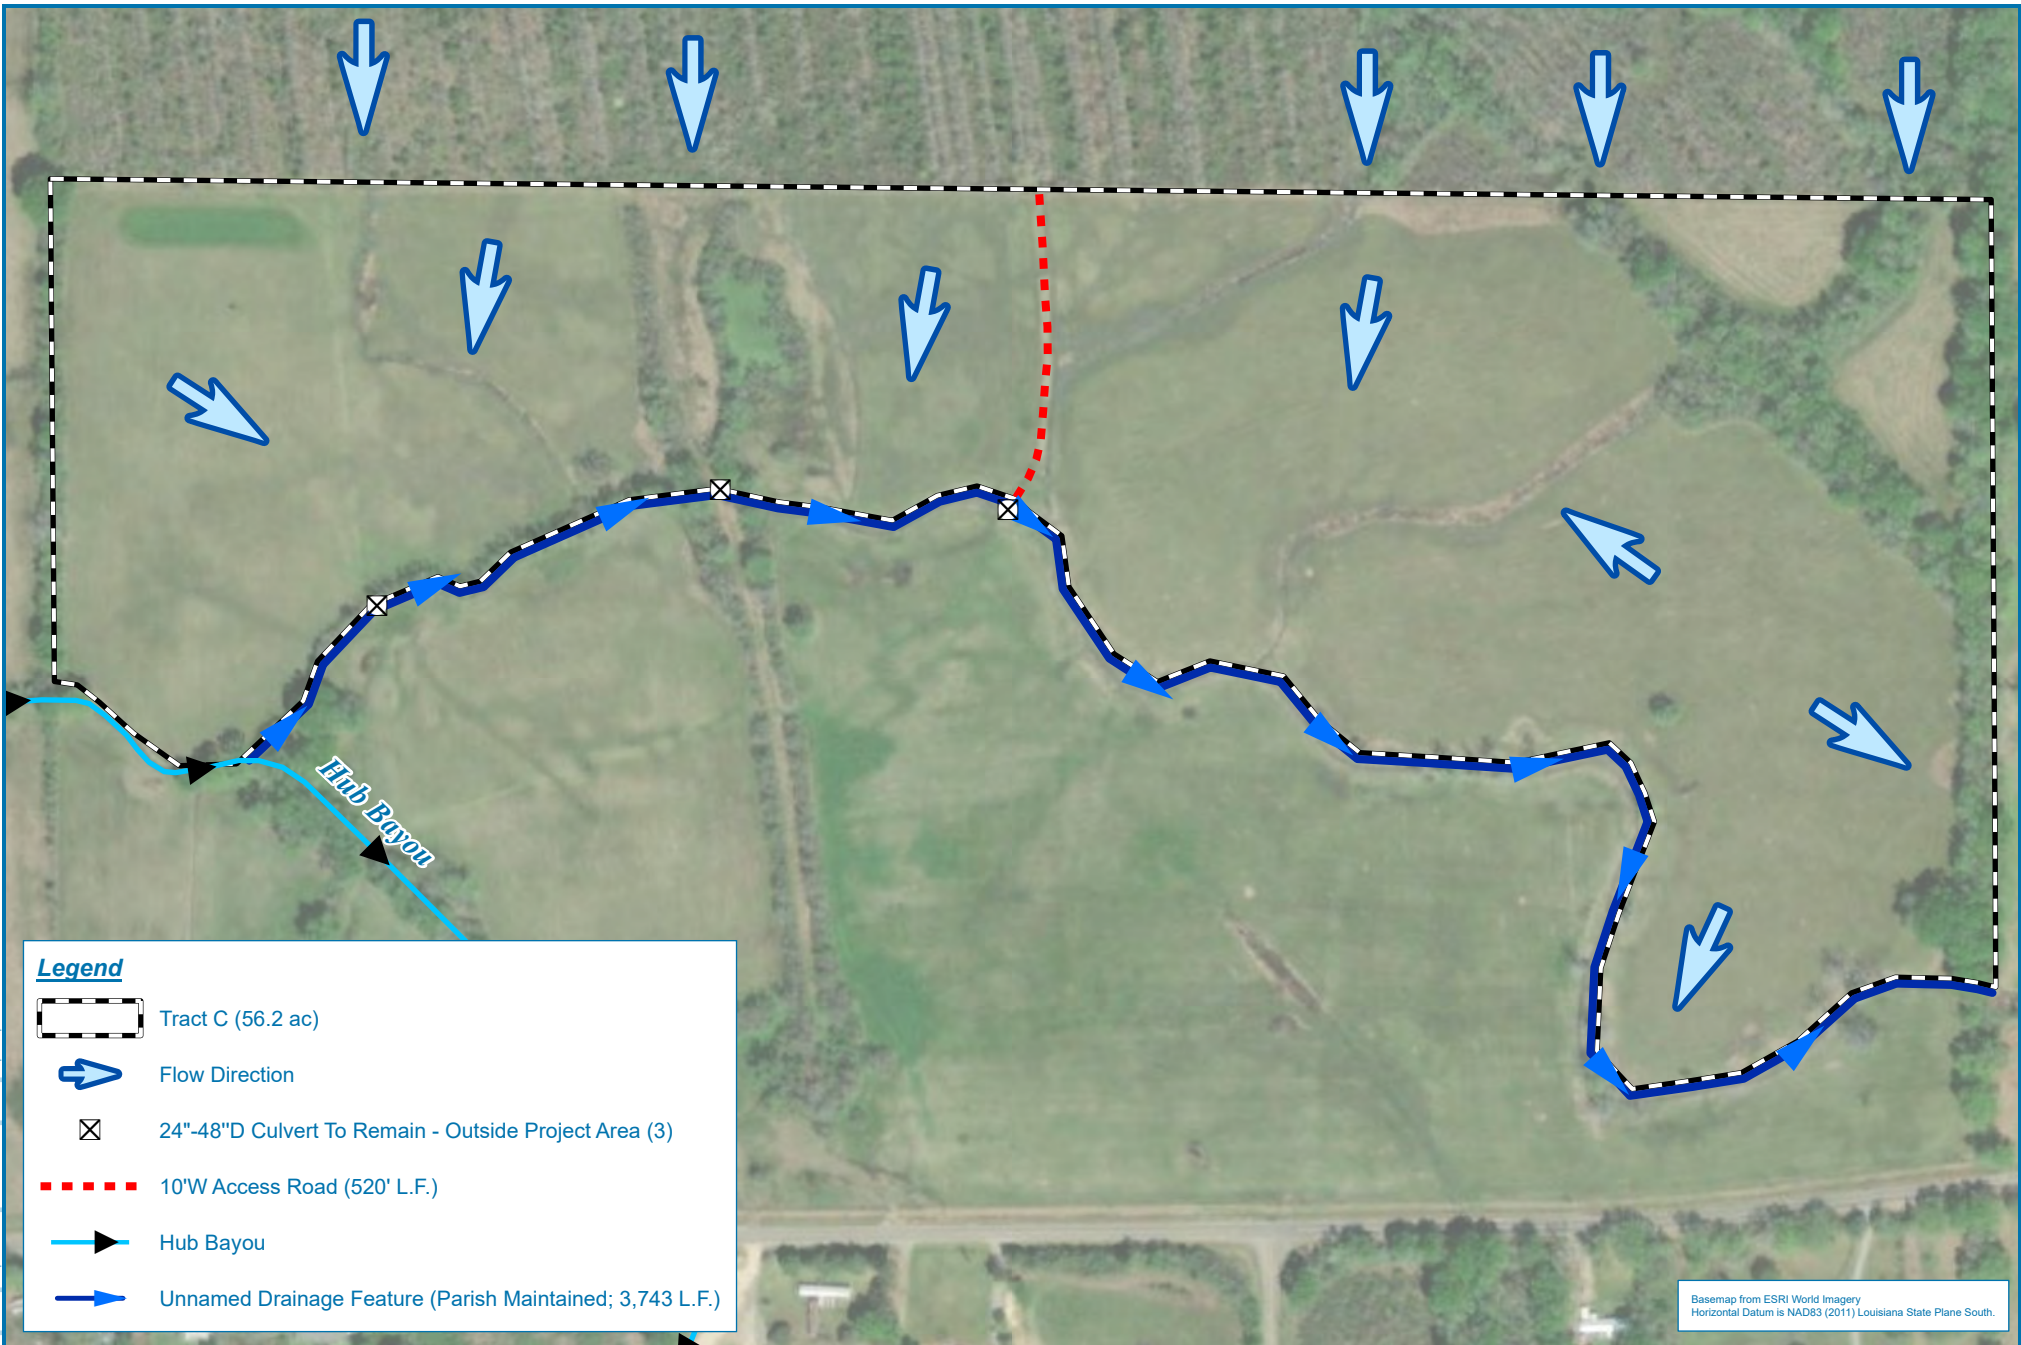 Hub Bayou
Legend
Tract C (56.2 ac)
Flow Direction
24"-48"D Culvert To Remain - Outside Project Area (3)
10'W Access Road (520' L.F.)
Hub Bayou
Unnamed Drainage Feature (Parish Maintained; 3,743 L.F.)
Basemap from ESRI World Imagery
Horizontal Datum is NAD83 (2011) Louisiana State Plane South.